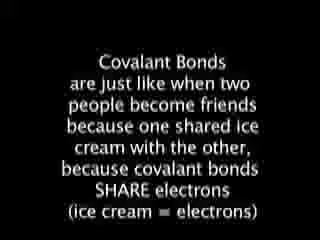 Covalant Bonds
are just like when two
people become friends
because one shared ice
cream with the other,
because covalant bonds
SHARE electrons
(ice cream = electrons)